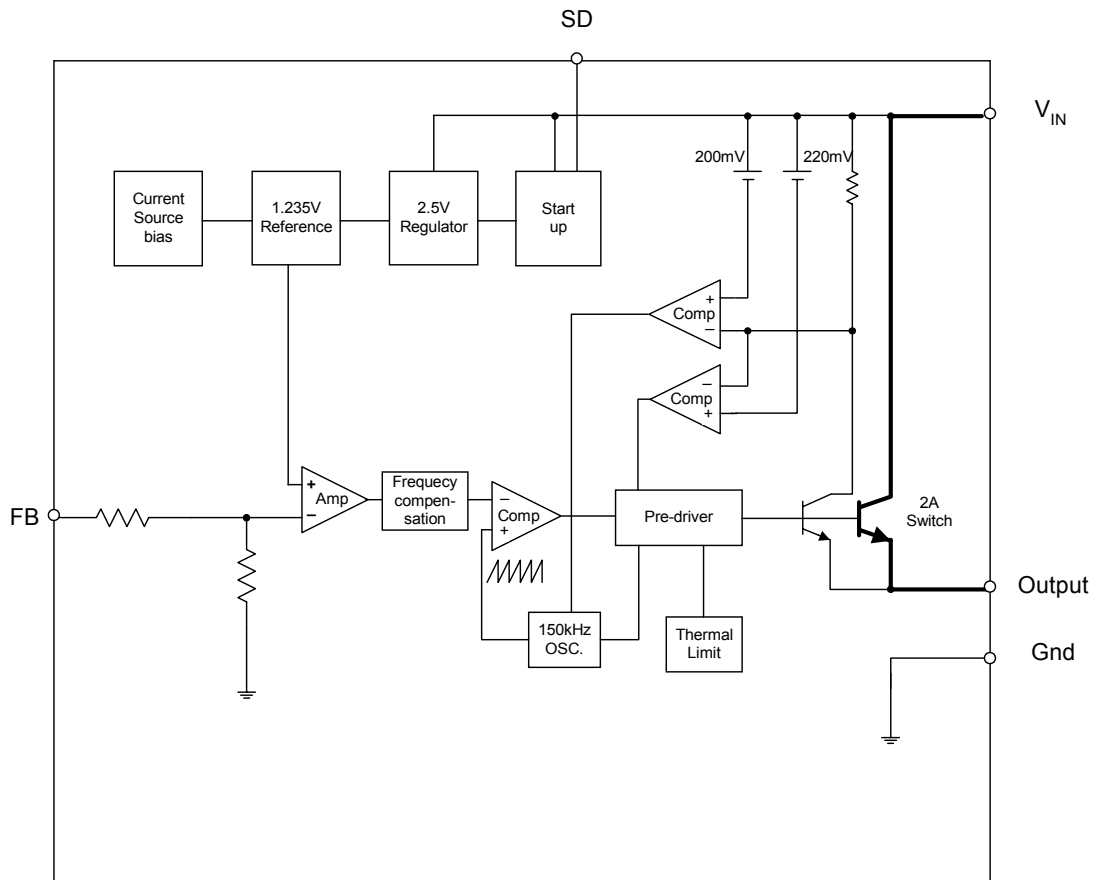 SD
V_IN
200mV
220mV
Current
Source
bias
1.235V
Reference
2.5V
Regulator
Start
up
+
Comp
−
−
Comp
+
FB
+
Amp
−
Frequecy
compen-
sation
−
Comp
+
Pre-driver
2A
Switch
150kHz
OSC.
Thermal
Limit
Output
Gnd